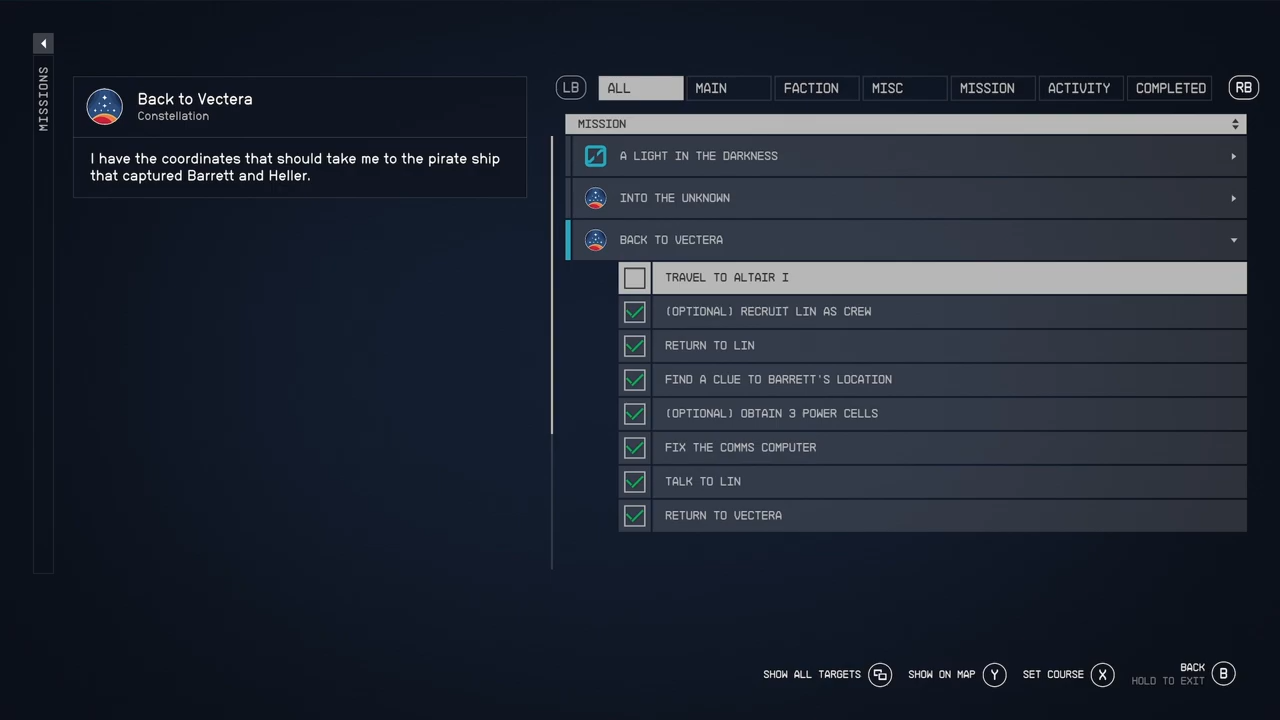 MISSIONS
Back to Vectera
Constellation
I have the coordinates that should take me to the pirate ship
that captured Barrett and Heller.
LB ALL MAIN FACTION MISC MISSION ACTIVITY COMPLETED RB
MISSION
A LIGHT IN THE DARKNESS
INTO THE UNKNOWN
BACK TO VECTERA
TRAVEL TO ALTAIR I
(OPTIONAL) RECRUIT LIN AS CREW
RETURN TO LIN
FIND A CLUE TO BARRETT'S LOCATION
(OPTIONAL) OBTAIN 3 POWER CELLS
FIX THE COMMS COMPUTER
TALK TO LIN
RETURN TO VECTERA
SHOW ALL TARGETS SHOW ON MAP Y SET COURSE X BACK B
HOLD TO EXIT